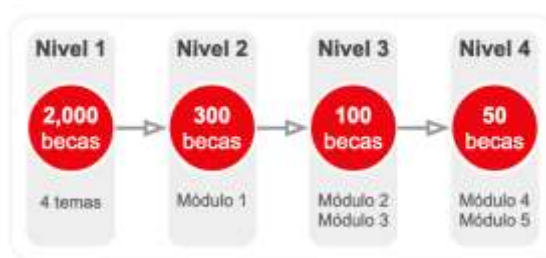 Nivel 1
2,000
becas
4 temas
Nivel 2
300
becas
Módulo 1
Nivel 3
100
becas
Módulo 2
Módulo 3
Nivel 4
50
becas
Módulo 4
Módulo 5